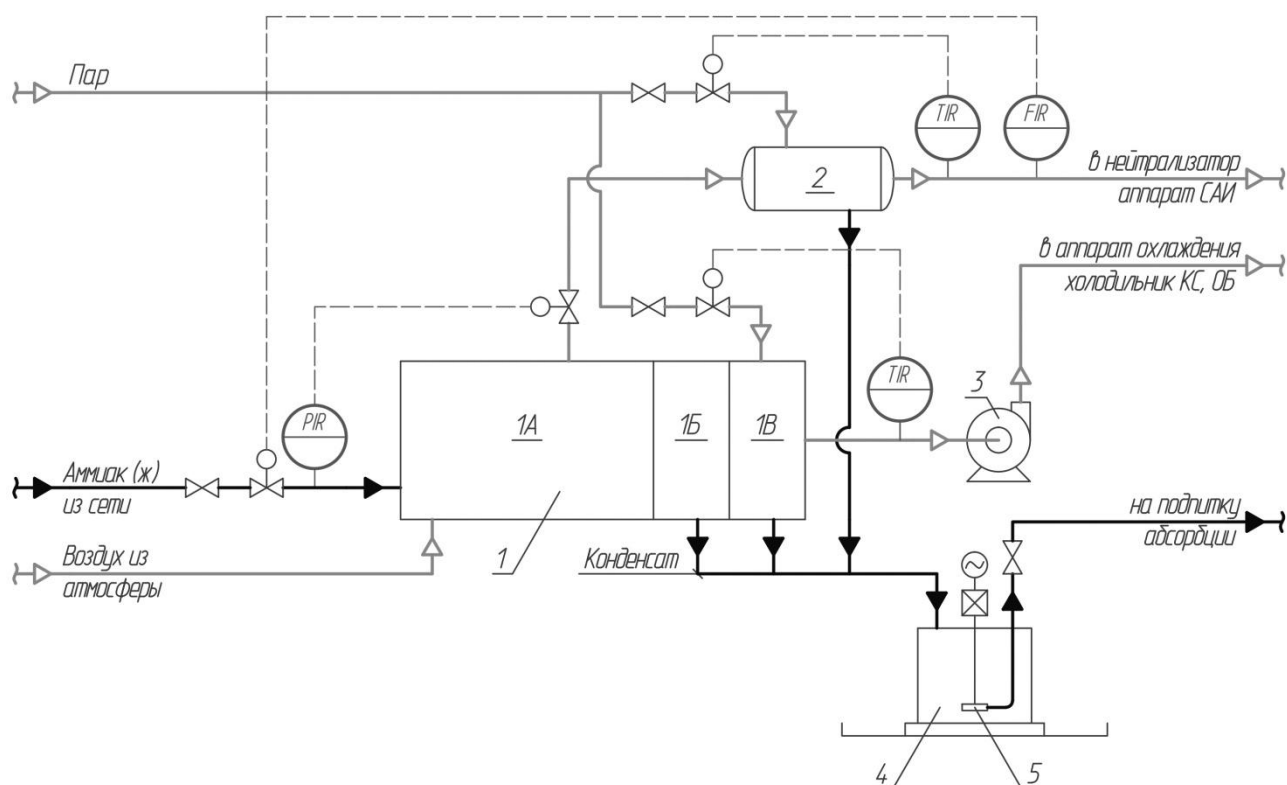 Пар
TIR
FIR
в нейтрализатор
аппарат САИ
2
в аппарат охлаждения
холодильник КС, ОБ
PIR
1А
1Б
1В
TIR
3
Аммиак (ж)
из сети
Воздух из
атмосферы
1
Конденсат
на подпитку
абсорбции
4
5